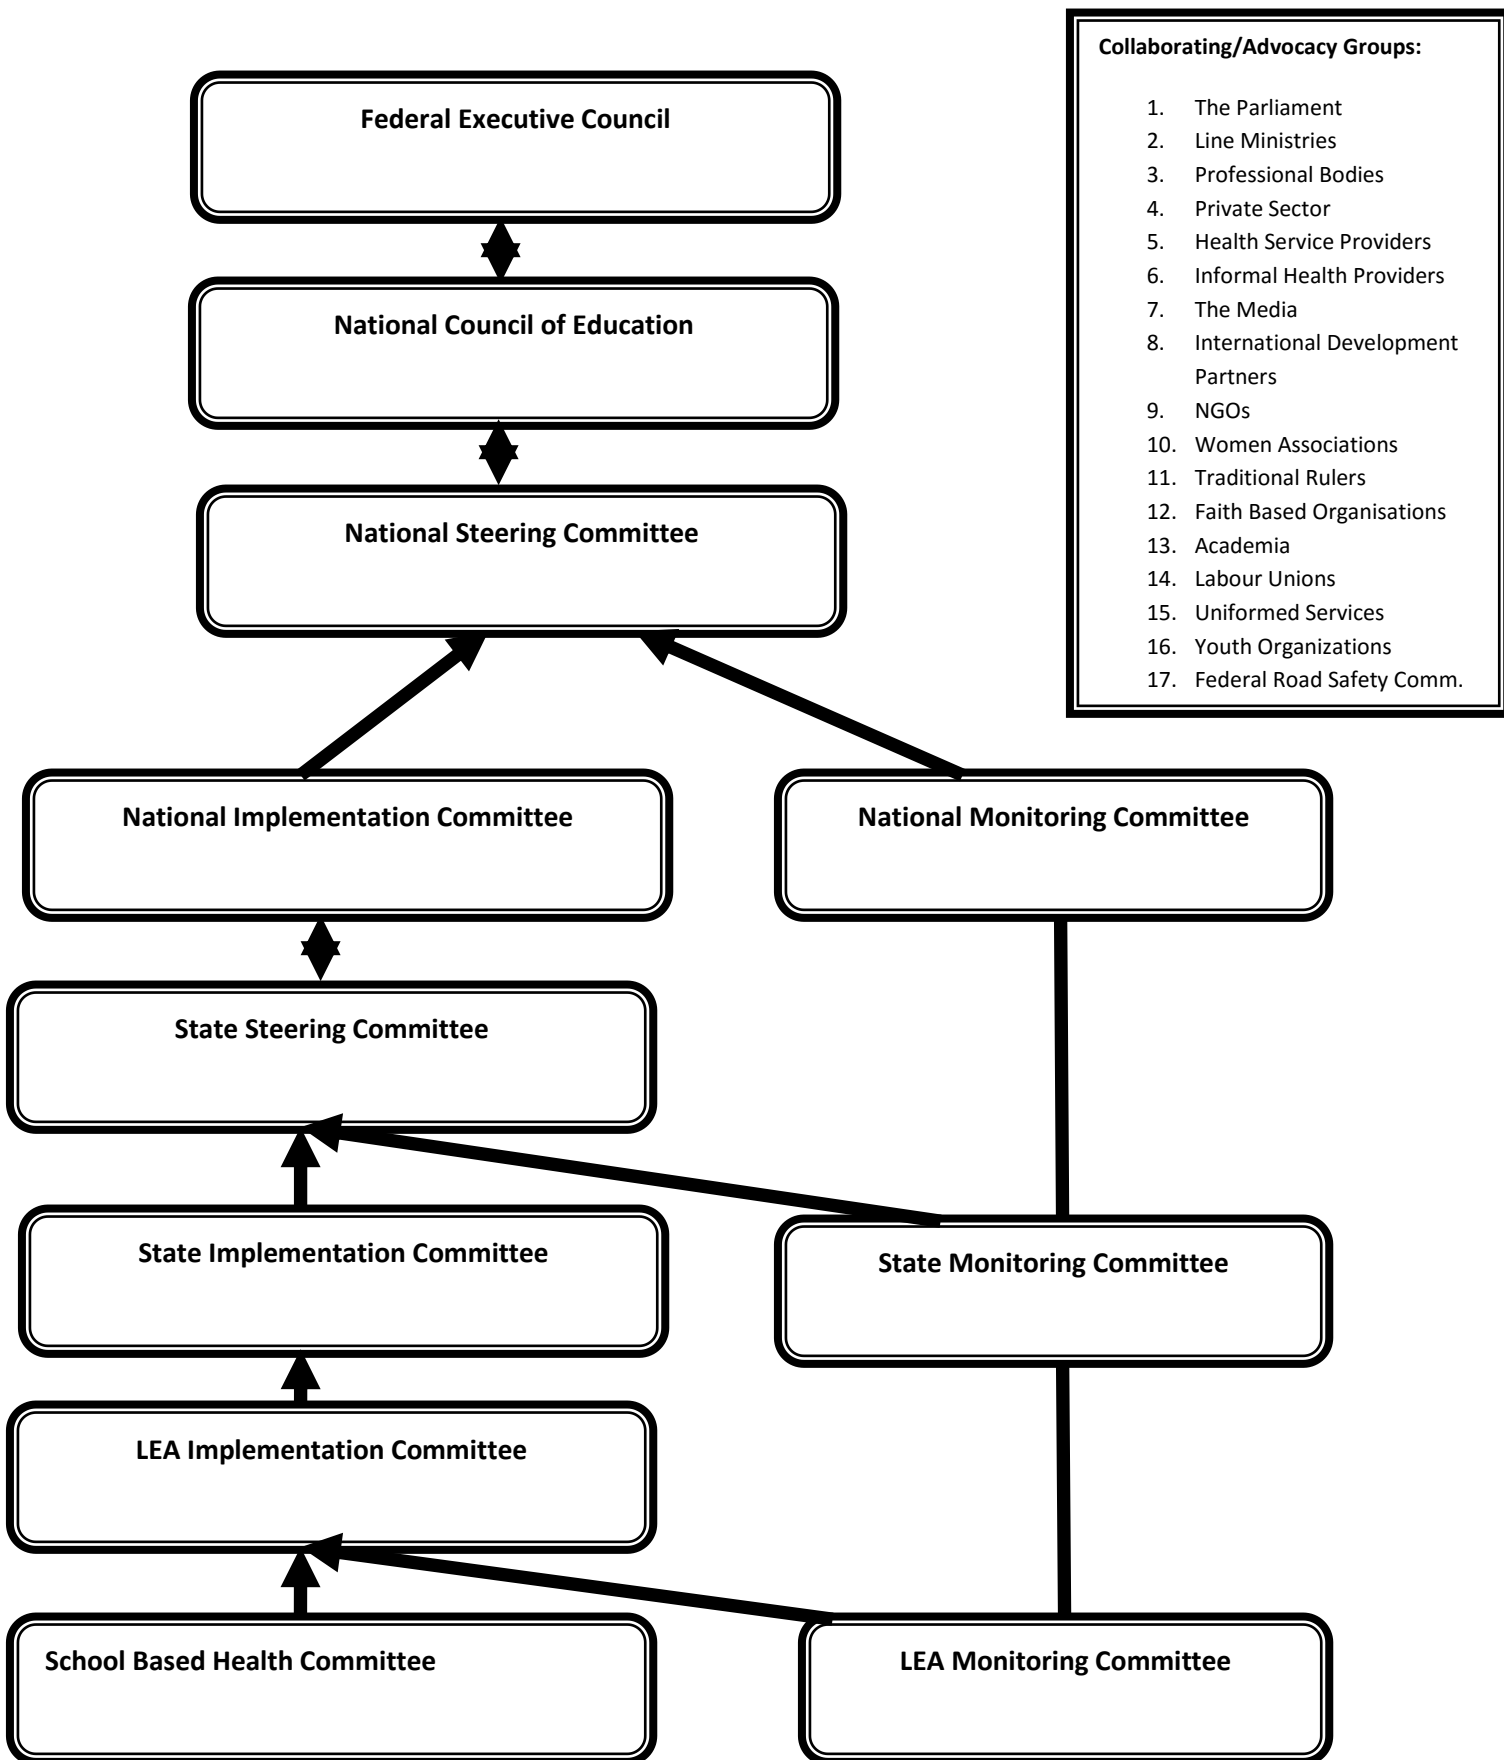 Collaborating/Advocacy Groups:
1. The Parliament
2. Line Ministries
3. Professional Bodies
4. Private Sector
5. Health Service Providers
6. Informal Health Providers
7. The Media
8. International Development
Partners
9. NGOs
10. Women Associations
11. Traditional Rulers
12. Faith Based Organisations
13. Academia
14. Labour Unions
15. Uniformed Services
16. Youth Organizations
17. Federal Road Safety Comm.
Federal Executive Council
National Council of Education
National Steering Committee
National Implementation Committee
National Monitoring Committee
State Steering Committee
State Implementation Committee
State Monitoring Committee
LEA Implementation Committee
School Based Health Committee
LEA Monitoring Committee